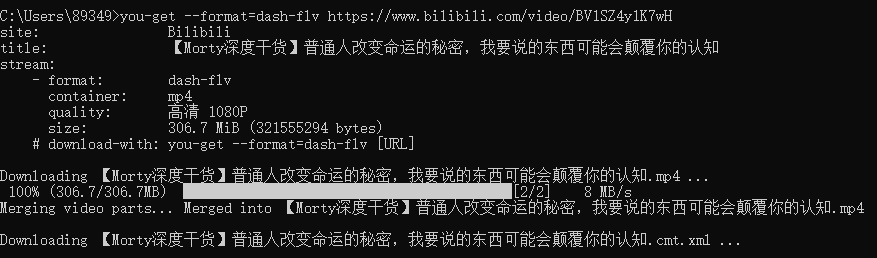 C:\Users\89349>you-get --format=dash-flv https://www.bilibili.com/video/BV1SZ4y1K7wH
site: Bilibili
title: 【Morty深度干货】普通人改变命运的秘密，我要说的东西可能会颠覆你的认知
stream:
- format: dash-flv
container: mp4
quality: 高清 1080P
size: 306.7 MiB (321555294 bytes)
# download-with: you-get --format=dash-flv [URL]
Downloading 【Morty深度干货】普通人改变命运的秘密，我要说的东西可能会颠覆你的认知.mp4 ...
100% (306.7/306.7MB) [2/2] 8 MB/s
Merging video parts... Merged into 【Morty深度干货】普通人改变命运的秘密，我要说的东西可能会颠覆你的认知.mp4
Downloading 【Morty深度干货】普通人改变命运的秘密，我要说的东西可能会颠覆你的认知.cmt.xml ...